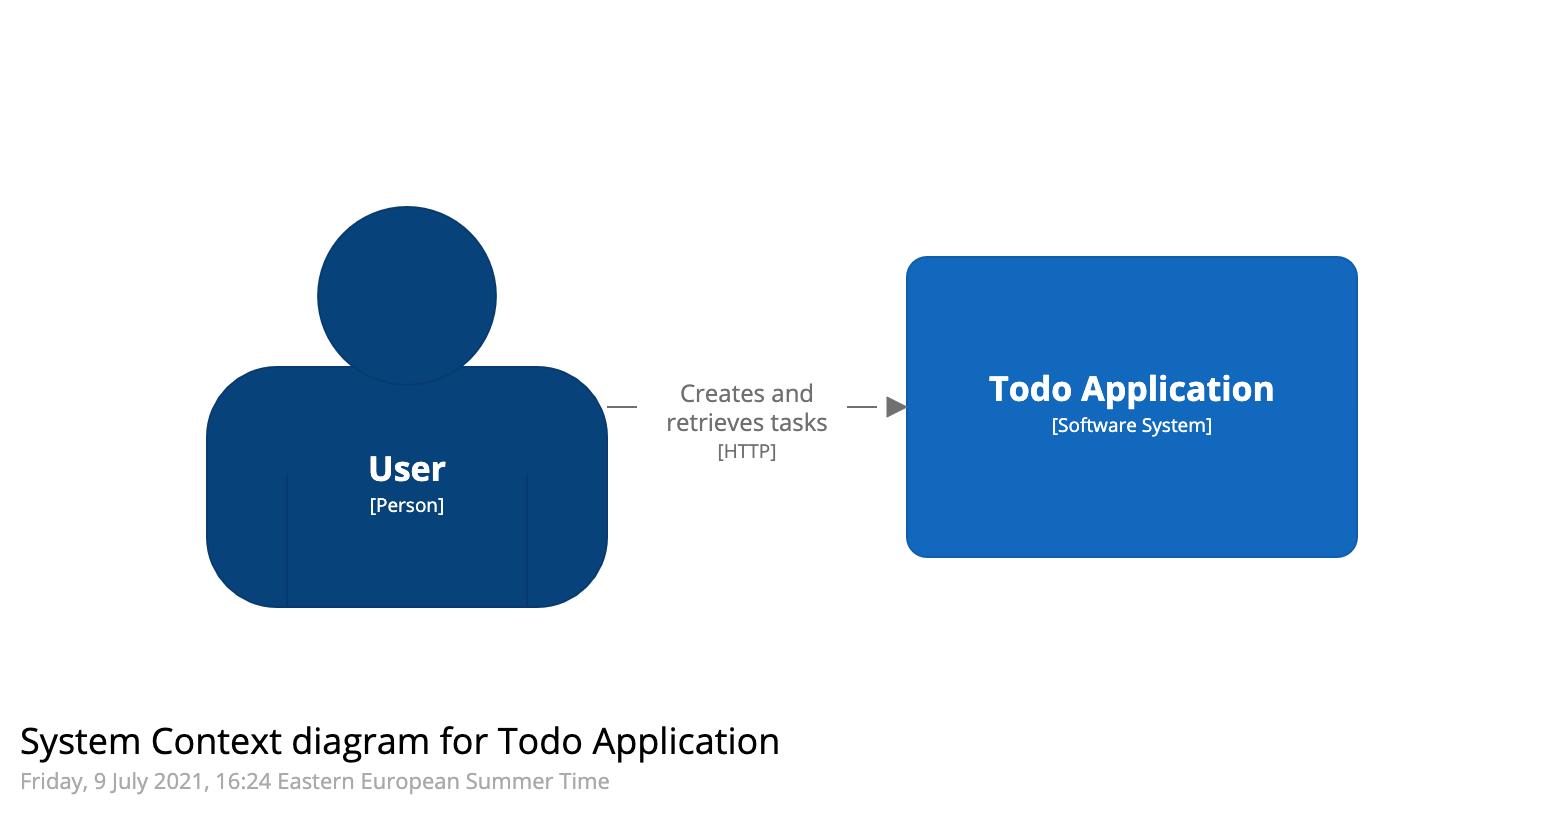 User
[Person]
Creates and
retrieves tasks
[HTTP]
Todo Application
[Software System]
System Context diagram for Todo Application
Friday, 9 July 2021, 16:24 Eastern European Summer Time